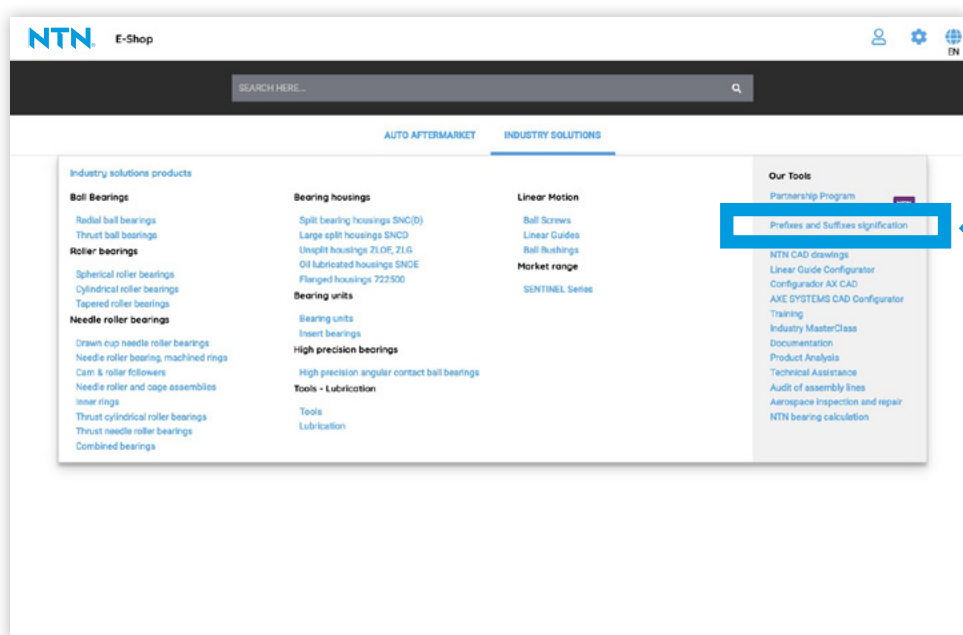 NTN. E-Shop
EN
SEARCH HERE...
AUTO AFTERMARKET INDUSTRY SOLUTIONS
Industry solutions products
Ball Bearings
Radial ball bearings
Thrust ball bearings
Roller bearings
Spherical roller bearings
Cylindrical roller bearings
Tapered roller bearings
Needle roller bearings
Drawn cup needle roller bearings
Needle roller bearing, machined rings
Cam & roller followers
Needle roller and cage assemblies
Inner rings
Thrust cylindrical roller bearings
Thrust needle roller bearings
Combined bearings
Bearing housings
Split bearing housings SNC(D)
Large split housings SNCD
Unsplit housings ZLOE, ZLG
Oil lubricated housings SNOE
Flanged housings 722500
Bearing units
Bearing units
Insert bearings
High precision bearings
High precision angular contact ball bearings
Tools - Lubrication
Tools
Lubrication
Linear Motion
Ball Screws
Linear Guides
Ball Bushings
Market range
SENTINEL Series
Our Tools
Partnership Program
Prefixes and Suffixes signification
NTN CAD drawings
Linear Guide Configurator
Configurador AX CAD
AXE SYSTEMS CAD Configurator
Training
Industry MasterClass
Documentation
Product Analysis
Technical Assistance
Audit of assembly lines
Aerospace inspection and repair
NTN bearing calculation